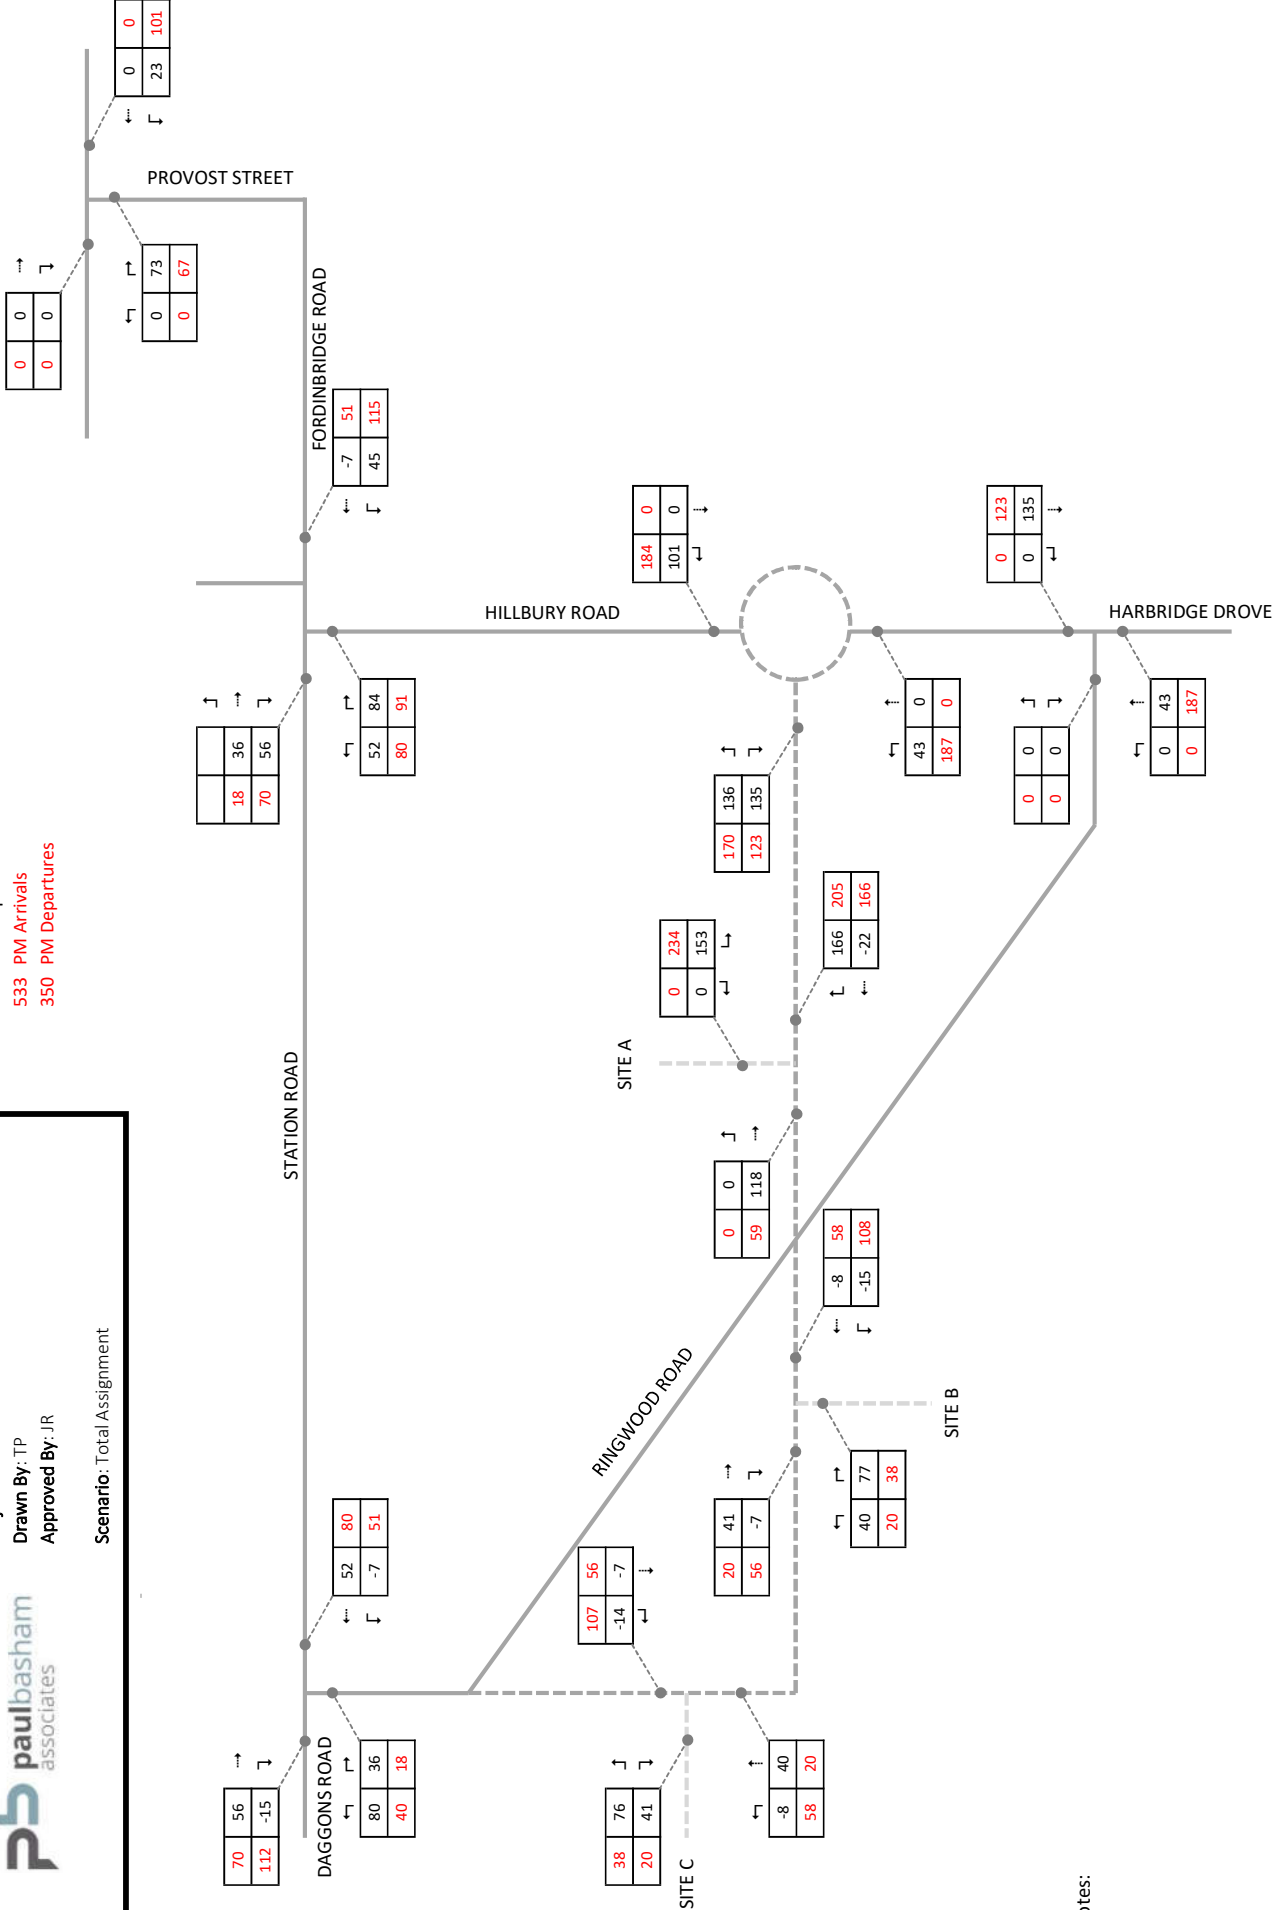 0 0
101 23
PROVOST STREET
0 0
0 0
0 73
0 67
FORDINBRIDGE ROAD
-7 51
45 115
184 0
101 0
HILLBURY ROAD
0 123
0 135
HARBRIDGE DROVE
18 36
70 56
52 84
80 91
43 0
187 0
0 0
0 0
0 43
0 187
533 PM Arrivals
350 PM Departures
STATION ROAD
170 136
123 135
0 234
0 153
166 205
-22 166
SITE A
0 0
59 118
-8 58
-15 108
RINGWOOD ROAD
SITE B
20 41
56 -7
40 77
20 38
52 80
-7 51
107 56
-14 -7
70 56
112 -15
DAGGONS ROAD
80 36
40 18
38 76
20 41
SITE C
-8 40
58 20
Drawn By: TP
Approved By: JR
Scenario: Total Assignment
pb paulbasham
associates
otes: